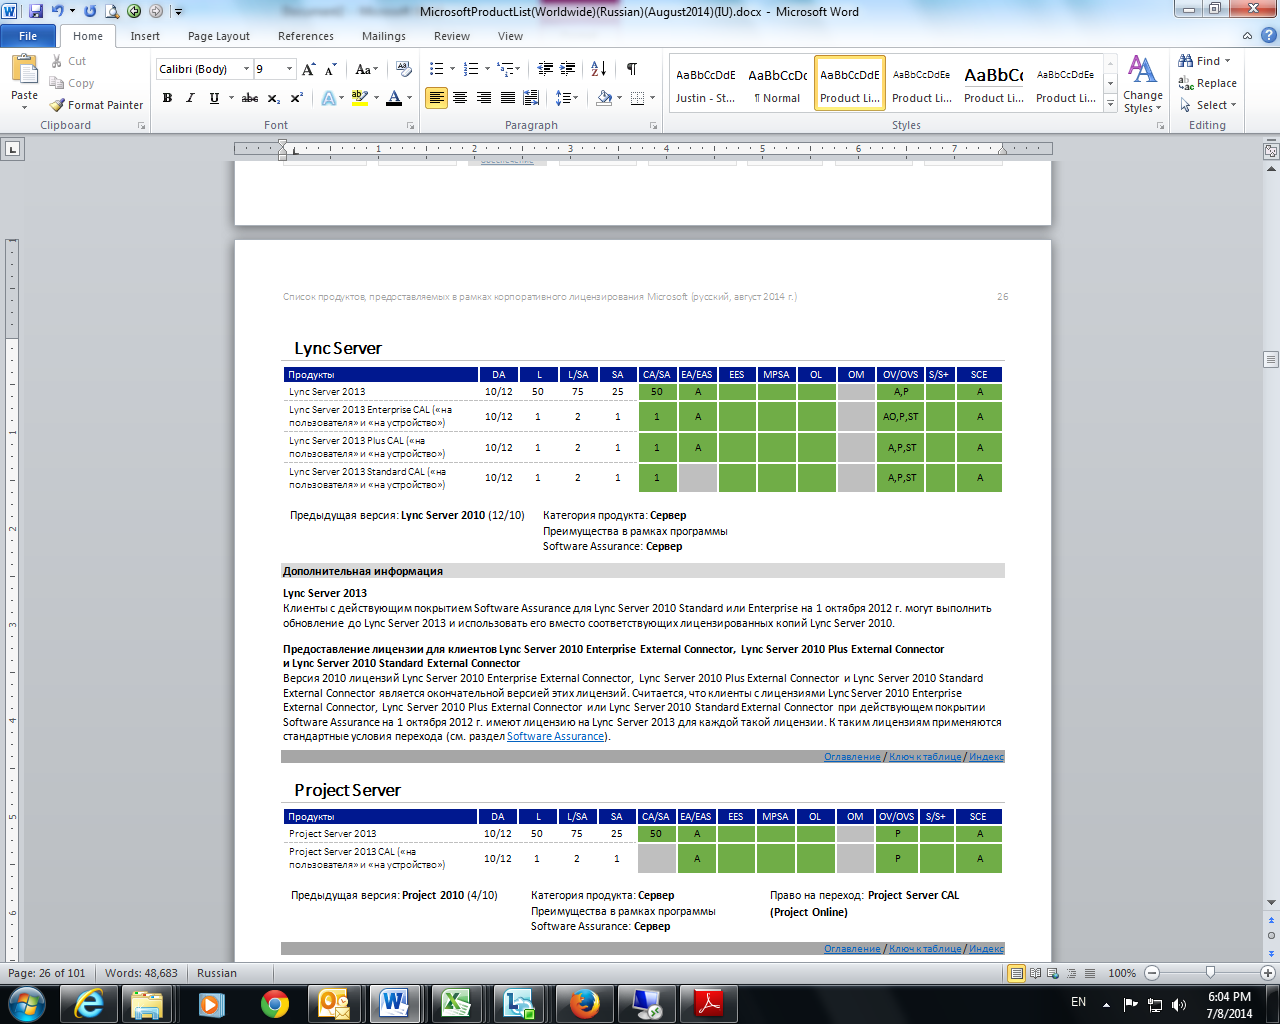 MicrosoftProductList(Worldwide)(Russian)(August2014)(IU).docx - Microsoft Word
File Home Insert Page Layout References Mailings Review View
Paste
Cut
Copy
Format Painter
Clipboard
Calibri (Body) 9
Font
Paragraph
AaBbCcDdE AaBbCcDc AaBbCcDdE AaBbCcDdEe AaBbCc AaBbCcDdEe
Justin - St... ¶ Normal Product Li... Product Li... Product Li... Product Li...
Change Styles
Styles
Find
Replace
Select
Editing
1 2 3 4 5 6 7
Список продуктов, предоставляемых в рамках корпоративного лицензирования Microsoft (русский, август 2014 г.) 26
Lync Server
Продукты DA L L/SA SA CA/SA EA/EAS EES MPSA OL OM OV/OVS S/S+ SCE
Lync Server 2013 10/12 50 75 25 50 A A,P A
Lync Server 2013 Enterprise CAL («на
пользователя» и «на устройство») 10/12 1 2 1 1 A AO,P,ST A
Lync Server 2013 Plus CAL («на
пользователя» и «на устройство») 10/12 1 2 1 1 A A,P,ST A
Lync Server 2013 Standard CAL («на
пользователя» и «на устройство») 10/12 1 2 1 1 A,P,ST A
Предыдущая версия: Lync Server 2010 (12/10) Категория продукта: Сервер
Преимущества в рамках программы
Software Assurance: Сервер
Дополнительная информация
Lync Server 2013
Клиенты с действующим покрытием Software Assurance для Lync Server 2010 Standard или Enterprise на 1 октября 2012 г. могут выполнить
обновление до Lync Server 2013 и использовать его вместо соответствующих лицензированных копий Lync Server 2010.
Предоставление лицензии для клиентов Lync Server 2010 Enterprise External Connector, Lync Server 2010 Plus External Connector
и Lync Server 2010 Standard External Connector
Версия 2010 лицензий Lync Server 2010 Enterprise External Connector, Lync Server 2010 Plus External Connector и Lync Server 2010 Standard
External Connector является окончательной версией этих лицензий. Считается, что клиенты с лицензиями Lync Server 2010 Enterprise
External Connector, Lync Server 2010 Plus External Connector или Lync Server 2010 Standard External Connector при действующем покрытии
Software Assurance на 1 октября 2012 г. имеют лицензию на Lync Server 2013 для каждой такой лицензии. К таким лицензиям применяются
стандартные условия перехода (см. раздел Software Assurance).
Оглавление / Ключ к таблице / Индекс
Project Server
Продукты DA L L/SA SA CA/SA EA/EAS EES MPSA OL OM OV/OVS S/S+ SCE
Project Server 2013 10/12 50 75 25 50 A P A
Project Server 2013 CAL («на
пользователя» и «на устройство») 10/12 1 2 1 A P A
Предыдущая версия: Project 2010 (4/10) Категория продукта: Сервер Право на переход: Project Server CAL
Преимущества в рамках программы (Project Online)
Software Assurance: Сервер
Оглавление / Ключ к таблице / Индекс
Page: 26 of 101 Words: 48,683 Russian 100%
EN 6:04 PM
7/8/2014